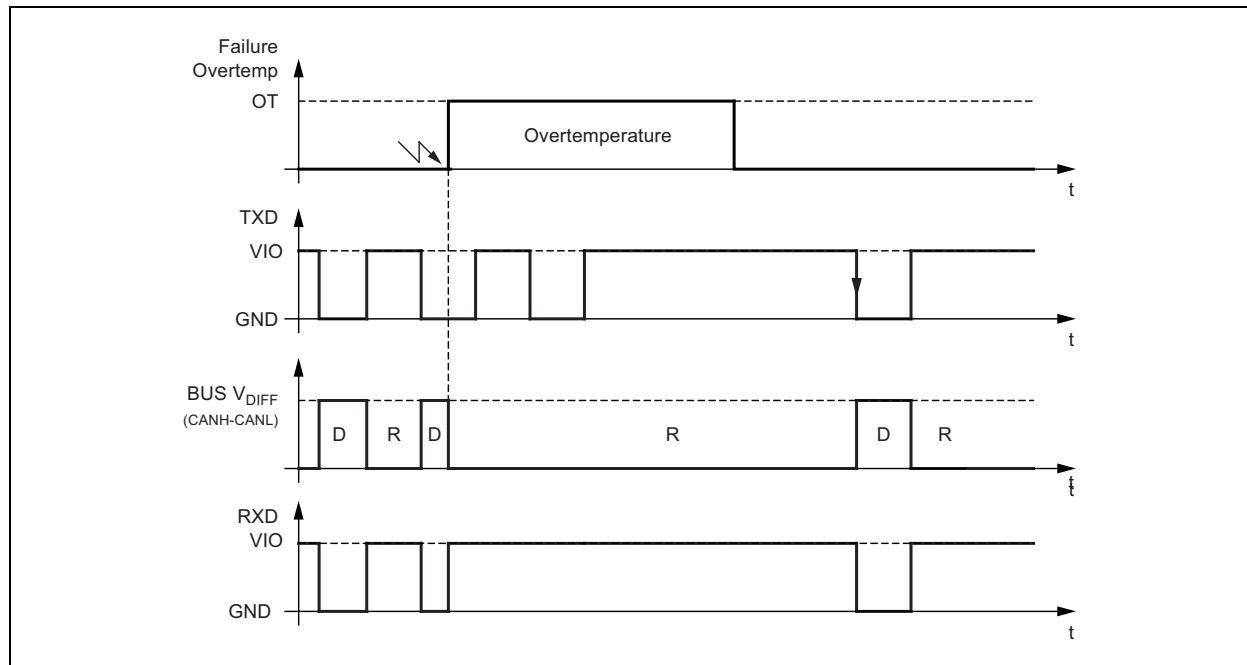 Failure
Overtemp
OT
Overtemperature
t
TXD
VIO
GND
t
BUS VDIFF
(CANH-CANL)
D R D R D R
t
t
RXD
VIO
GND
t